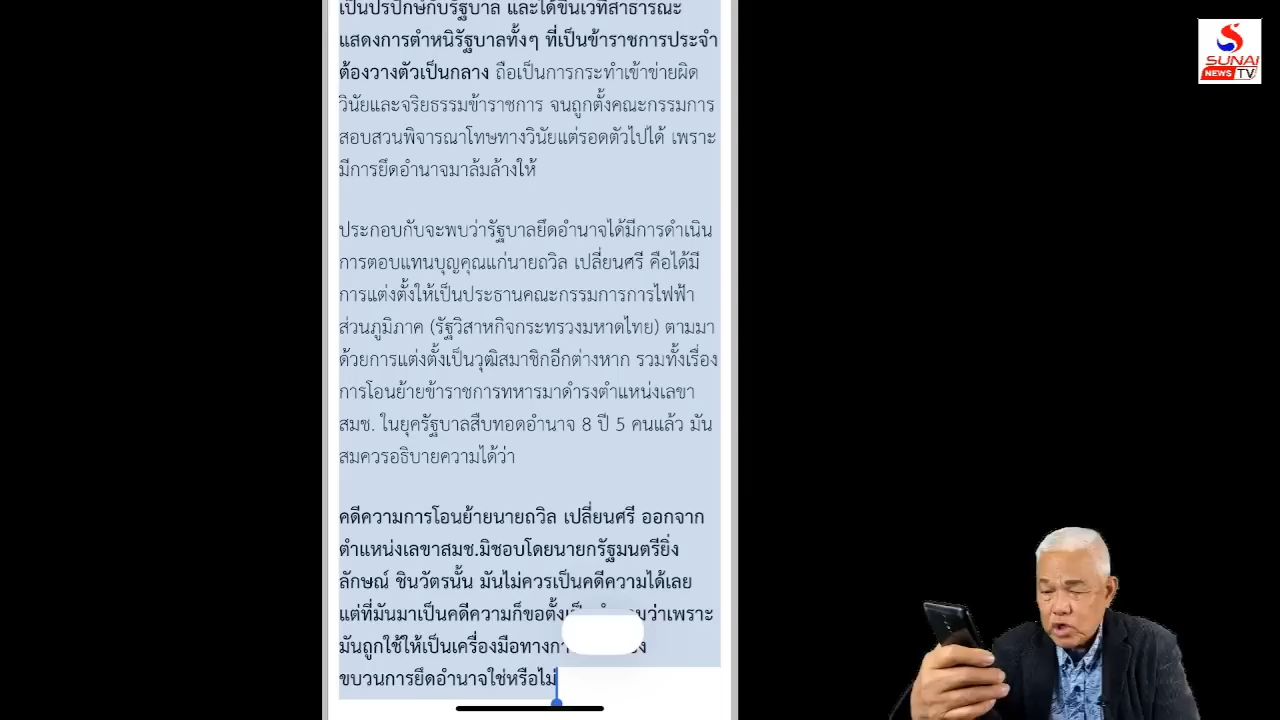 เป็นปรปักษ์กับรัฐบาล และได้ขึ้นเวทีสาธารณะ
แสดงการตำหนิรัฐบาลทั้งๆ ที่เป็นข้าราชการประจำ
ต้องวางตัวเป็นกลาง ถือเป็นการกระทำเข้าข่ายผิด
วินัยและจริยธรรมข้าราชการ จนถูกตั้งคณะกรรมการ
สอบสวนพิจารณาโทษทางวินัยแต่รอดตัวไปได้ เพราะ
มีการยึดอำนาจมาล้มล้างให้
ประกอบกับจะพบว่ารัฐบาลยึดอำนาจได้มีการดำเนิน
การตอบแทนบุญคุณแก่นายถวิล เปลี่ยนศรี คือได้มี
การแต่งตั้งให้เป็นประธานคณะกรรมการการไฟฟ้า
ส่วนภูมิภาค (รัฐวิสาหกิจกระทรวงมหาดไทย) ตามมา
ด้วยการแต่งตั้งเป็นวุฒิสมาชิกอีกต่างหาก รวมทั้งเรื่อง
การโอนย้ายข้าราชการทหารมาดำรงตำแหน่งเลขา
สมช. ในยุครัฐบาลสืบทอดอำนาจ 8 ปี 5 คนแล้ว มัน
สมควรอธิบายความได้ว่า
คดีความการโอนย้ายนายถวิล เปลี่ยนศรี ออกจาก
ตำแหน่งเลขาสมช.มิชอบโดยนายกรัฐมนตรียิ่ง
ลักษณ์ ชินวัตรนั้น มันไม่ควรเป็นคดีความได้เลย
แต่ที่มันมาเป็นคดีความก็ขอตั้ง ว่าเพราะ
มันถูกใช้ให้เป็นเครื่องมือทาง
ขบวนการยึดอำนาจใช่หรือไม่
SUNAI
NEWS TV